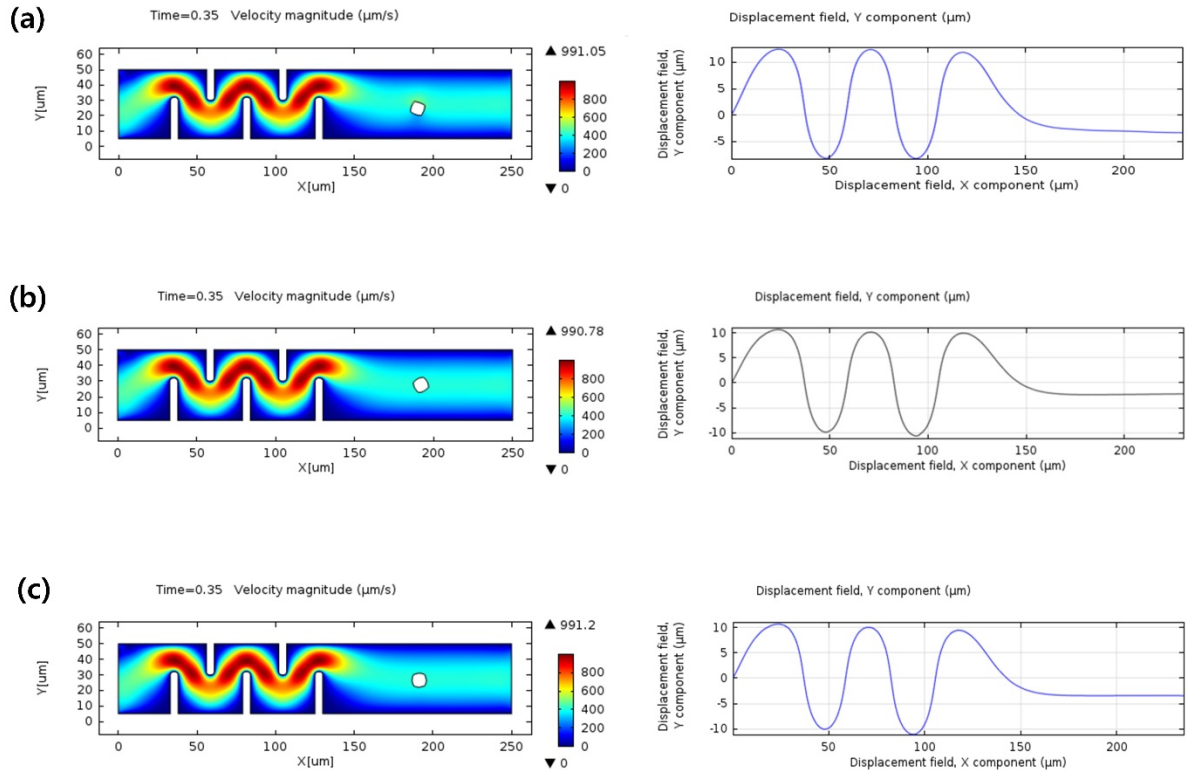 (a)
Time=0.35 Velocity magnitude (µm/s)
Y[um]
60
50
40
30
20
10
0
0 50 100 150 200 250
X[um]
▲ 991.05
800
600
400
200
0
▼ 0
Displacement field, Y component (µm)
Displacement field,
Y component (µm)
10
5
0
-5
0 50 100 150 200
Displacement field, X component (µm)
(b)
Time=0.35 Velocity magnitude (µm/s)
Y[um]
60
50
40
30
20
10
0
0 50 100 150 200 250
X[um]
▲ 990.78
800
600
400
200
0
▼ 0
Displacement field, Y component (µm)
Displacement field,
Y component (µm)
10
5
0
-5
-10
0 50 100 150 200
Displacement field, X component (µm)
(c)
Time=0.35 Velocity magnitude (µm/s)
Y[um]
60
50
40
30
20
10
0
0 50 100 150 200 250
X[um]
▲ 991.2
800
600
400
200
0
▼ 0
Displacement field, Y component (µm)
Displacement field,
Y component (µm)
10
5
0
-5
-10
50 100 150 200
Displacement field, X component (µm)